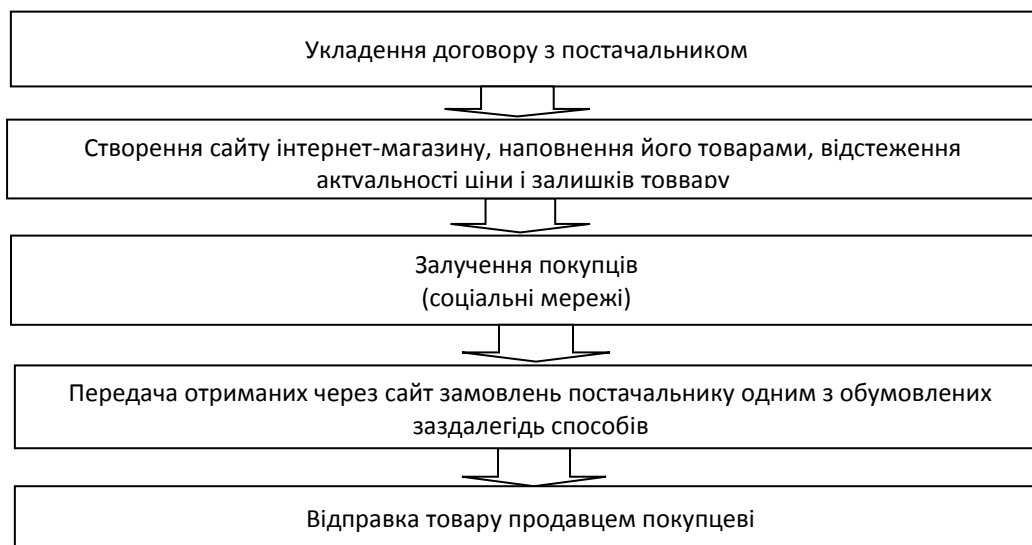 Укладення договору з постачальником
Створення сайту інтернет-магазину, наповнення його товарами, відстеження
актуальності ціни і залишків товвару
Залучення покупців
(соціальні мережі)
Передача отриманих через сайт замовлень постачальнику одним з обумовлених
заздалегідь способів
Відправка товару продавцем покупцеві